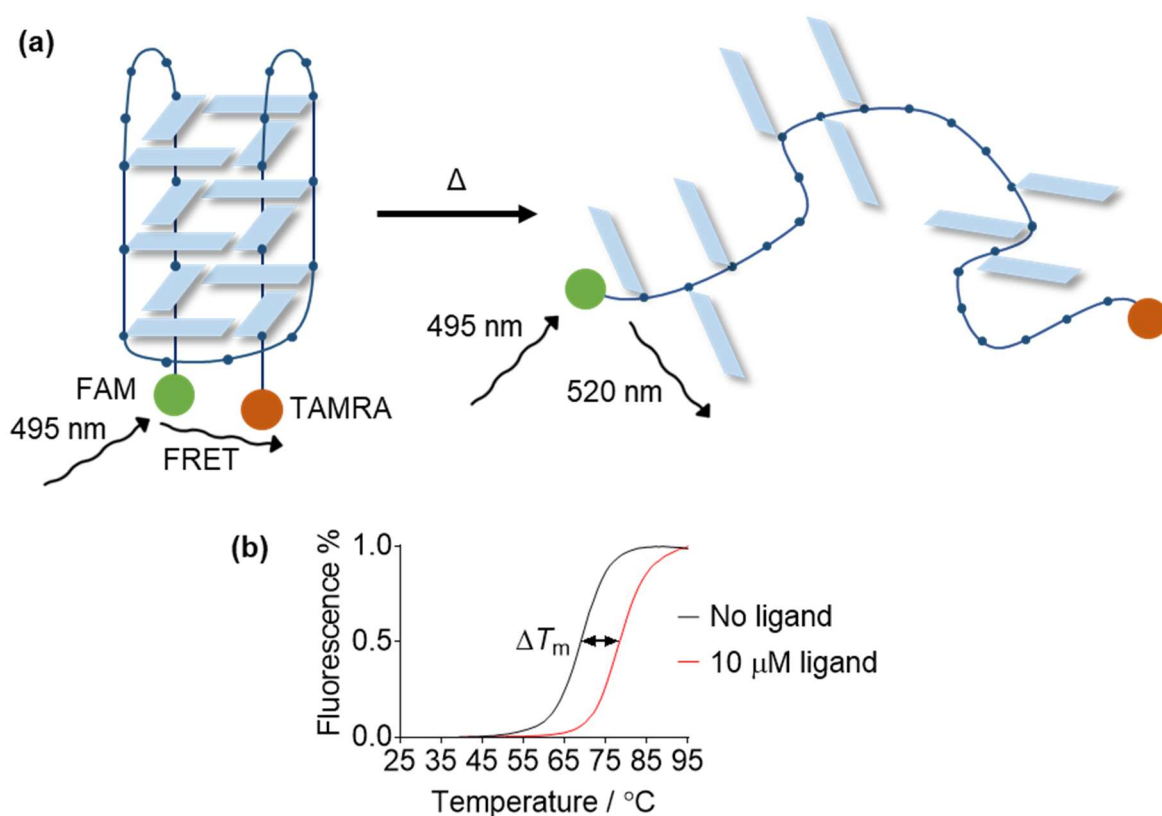 (a)
Δ
FAM
TAMRA
495 nm
FRET
495 nm
520 nm
(b)
Fluorescence %
1.0
0.5
0.0
ΔTm
No ligand
10 μM ligand
25 35 45 55 65 75 85 95
Temperature / °C